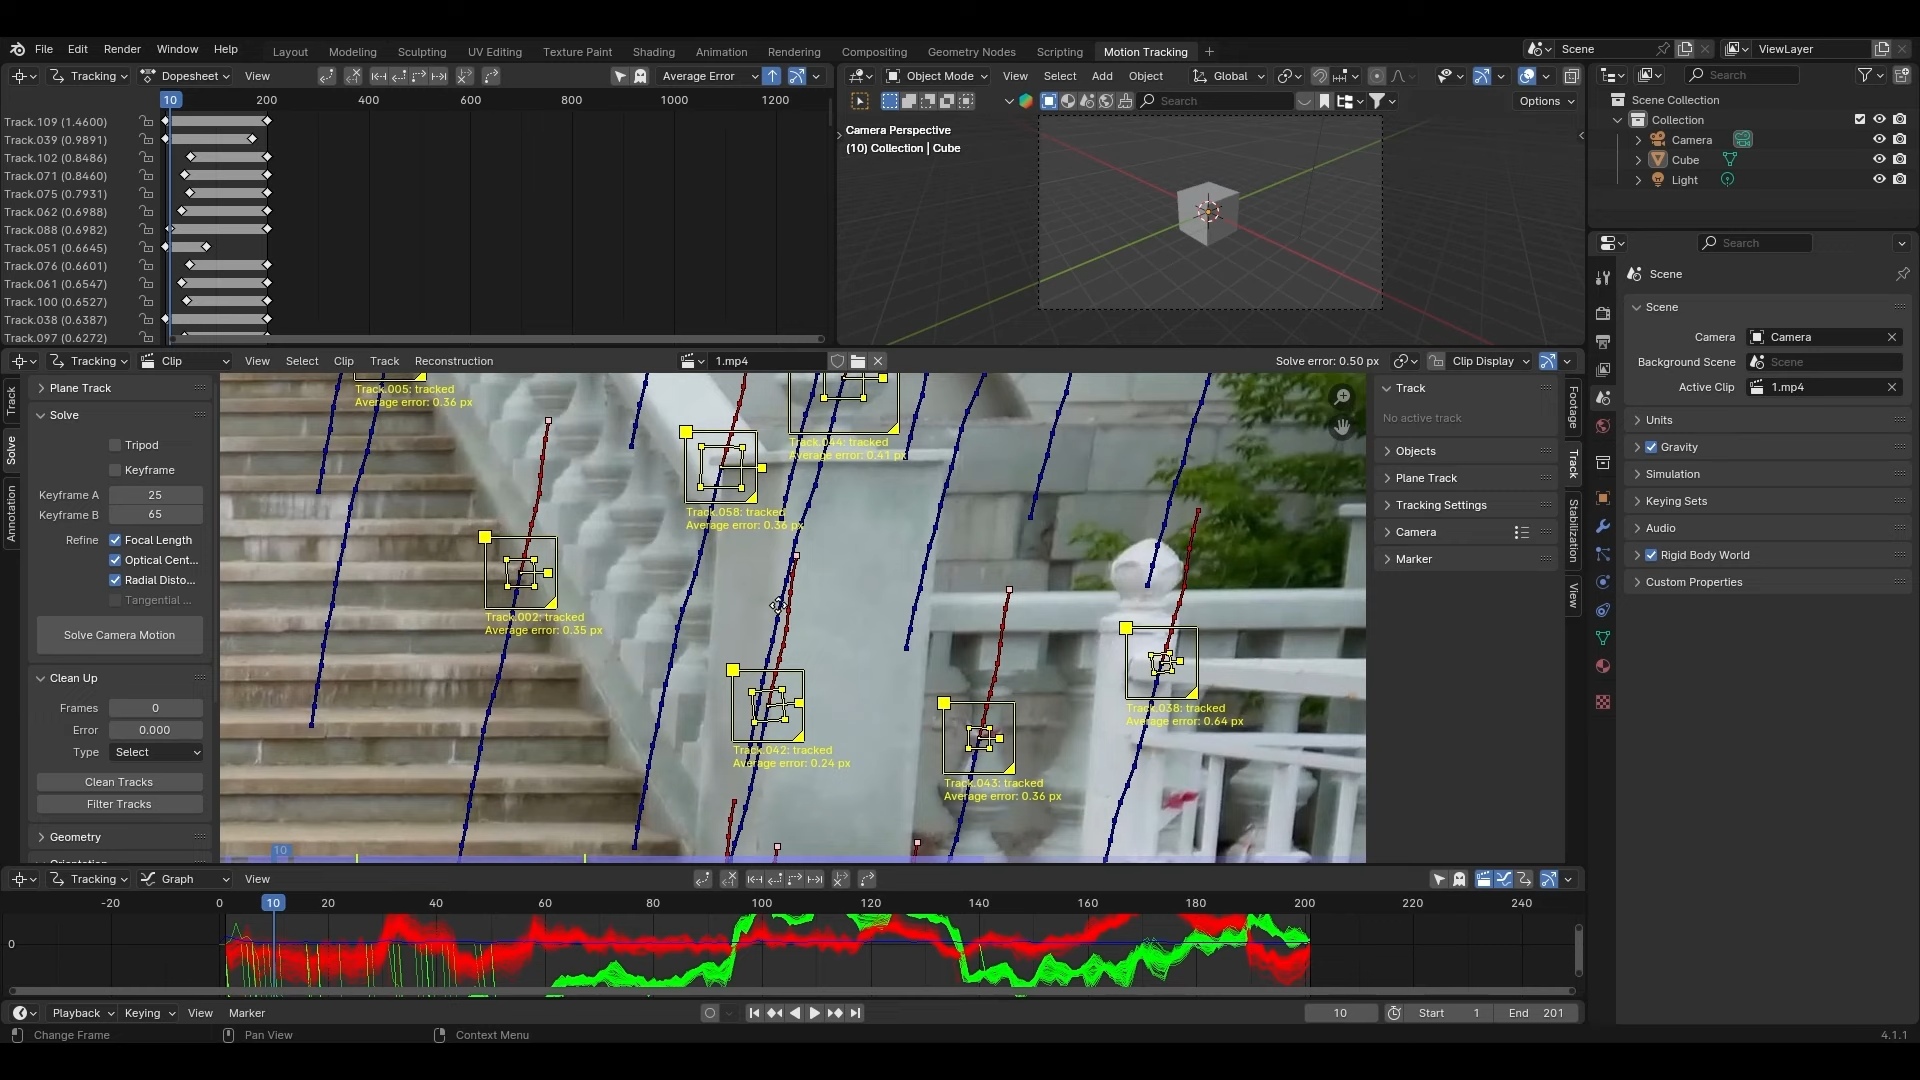 File Edit Render Window Help
Layout Modeling Sculpting UV Editing Texture Paint Shading Animation Rendering Compositing Geometry Nodes Scripting Motion Tracking +
Scene
ViewLayer
Tracking Dopesheet View Average Error
10 200 400 600 800 1000 1200
Track.109 (1.4600)
Track.039 (0.9891)
Track.102 (0.8486)
Track.071 (0.8460)
Track.075 (0.7931)
Track.062 (0.6988)
Track.088 (0.6982)
Track.051 (0.6645)
Track.076 (0.6601)
Track.061 (0.6547)
Track.100 (0.6527)
Track.038 (0.6387)
Track.097 (0.6272)
Object Mode View Select Add Object Global
Search
Options
Camera Perspective
(10) Collection | Cube
Search
Scene Collection
Collection
Camera
Cube
Light
Search
Scene
Scene
Camera Camera
Background Scene Scene
Active Clip 1.mp4
Units
Gravity
Simulation
Keying Sets
Audio
Rigid Body World
Custom Properties
Tracking Clip View Select Clip Track Reconstruction
1.mp4
Solve error: 0.50 px
Clip Display
Track
Solve
Annotation
Plane Track
Solve
Tripod
Keyframe
Keyframe A 25
Keyframe B 65
Refine Focal Length
Optical Cent...
Radial Disto...
Tangential ...
Solve Camera Motion
Clean Up
Frames 0
Error 0.000
Type Select
Clean Tracks
Filter Tracks
Geometry
Track.005: tracked
Average error: 0.36 px
Track.044: tracked
Average error: 0.41 px
Track.058: tracked
Average error: 0.36 px
Track.002: tracked
Average error: 0.35 px
Track.042: tracked
Average error: 0.24 px
Track.043: tracked
Average error: 0.36 px
Track.038: tracked
Average error: 0.64 px
10
Track
No active track
Objects
Plane Track
Tracking Settings
Camera
Marker
Footage
Track
Stabilization
View
Tracking Graph View
-20 0 10 20 40 60 80 100 120 140 160 180 200 220 240
0
Playback Keying View Marker
10
Start 1
End 201
Change Frame
Pan View
Context Menu
4.1.1